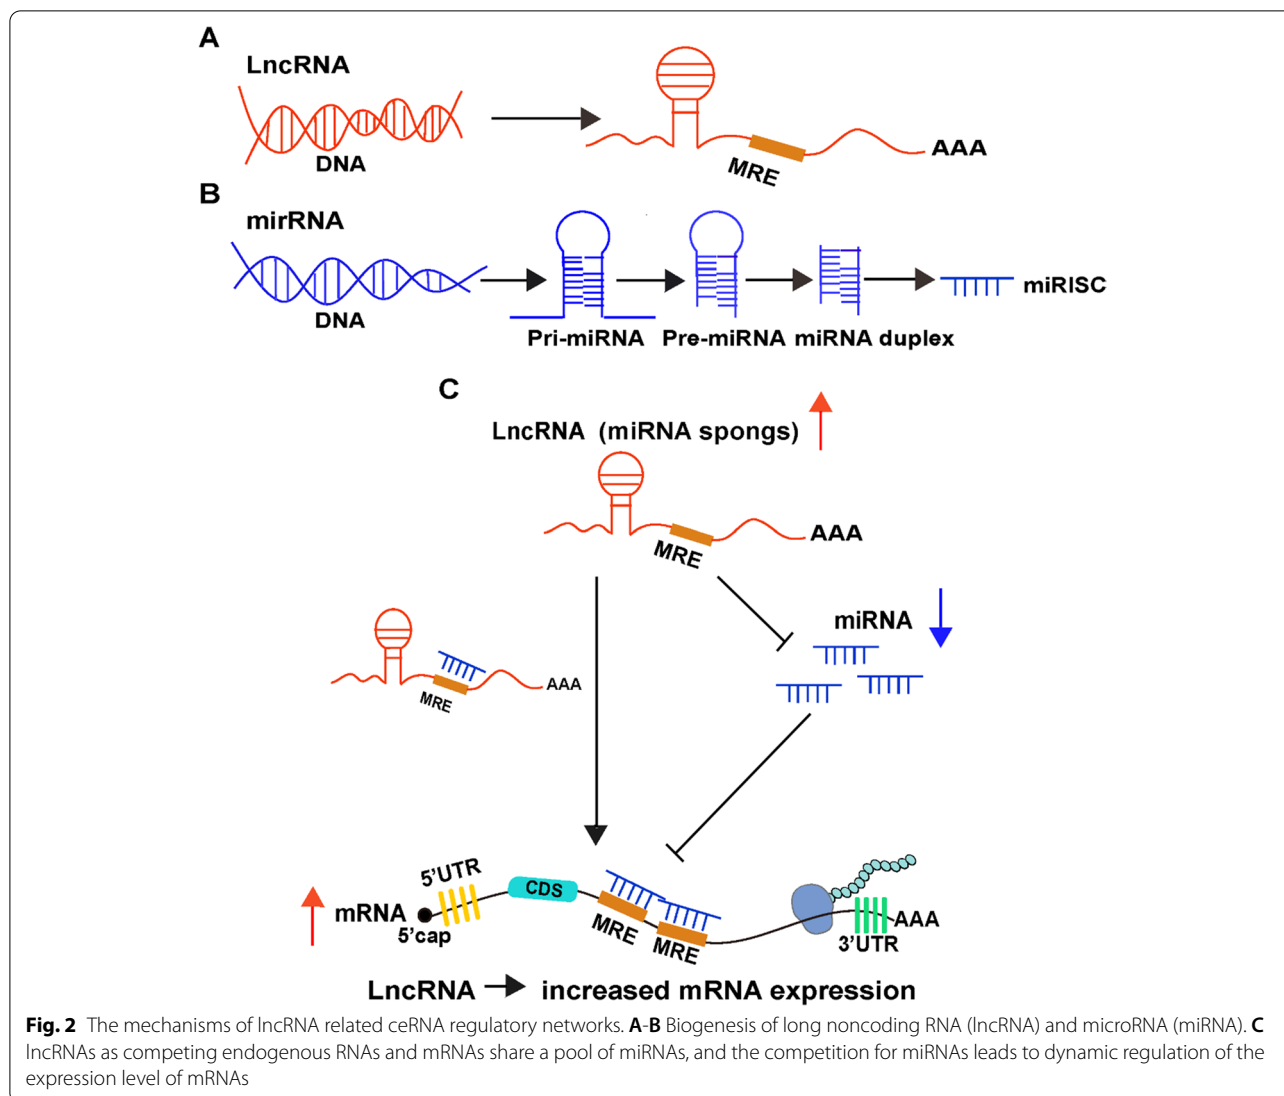 A
LncRNA
DNA
MRE
AAA
B
mirRNA
DNA
Pri-miRNA
Pre-miRNA
miRNA duplex
miRISC
C
LncRNA (miRNA spongs)
MRE
AAA
miRNA
MRE
AAA
5'UTR
CDS
mRNA
5'cap
MRE
MRE
3'UTR
AAA
LncRNA → increased mRNA expression
Fig. 2 The mechanisms of lncRNA related ceRNA regulatory networks. A-B Biogenesis of long noncoding RNA (lncRNA) and microRNA (miRNA). C
lncRNAs as competing endogenous RNAs and mRNAs share a pool of miRNAs, and the competition for miRNAs leads to dynamic regulation of the
expression level of mRNAs